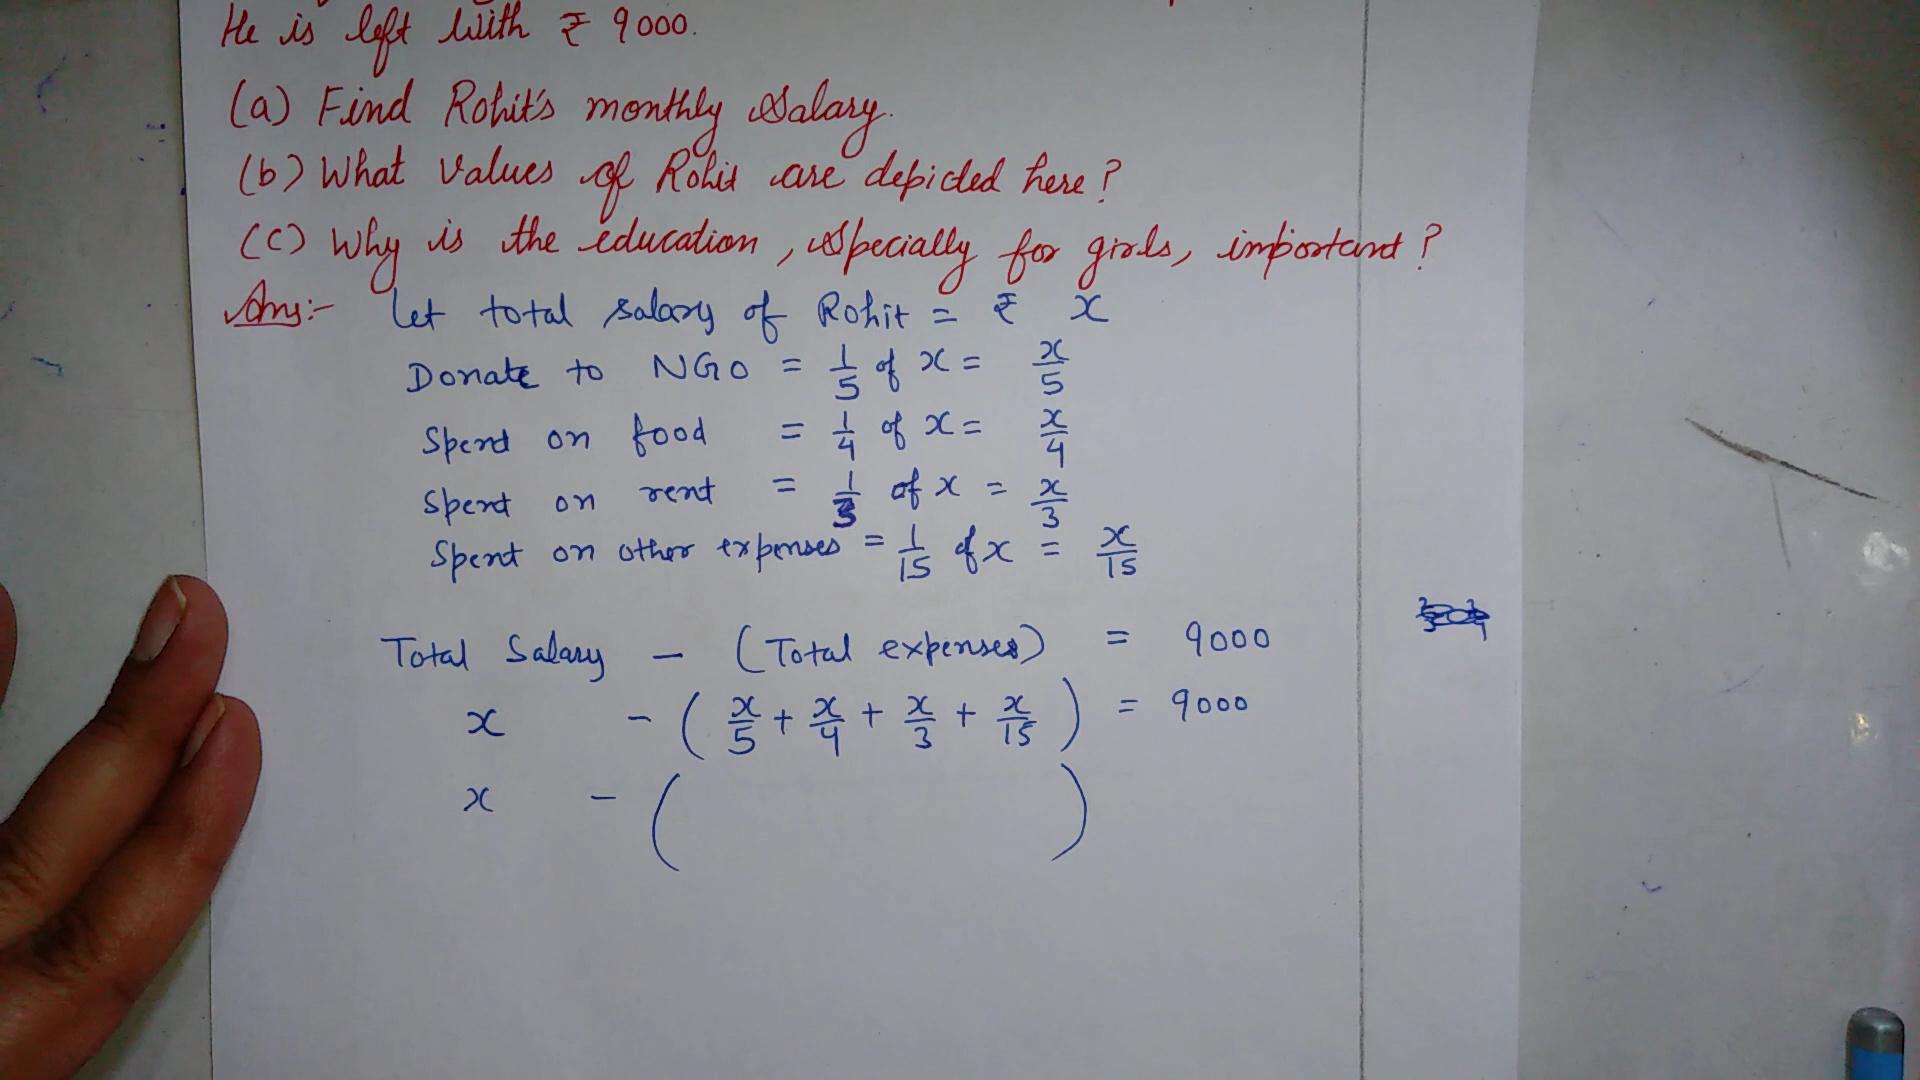 He is left with ₹ 9000.
(a) Find Rohit's monthly Salary.
(b) What values of Rohit are depicted here?
(c) Why is the education, especially for girls, important?
Ans:- Let total salary of Rohit = ₹ x
Donate to NGO = 1/5 of x = x/5
Spend on food = 1/4 of x = x/4
Spent on rent = 1/3 of x = x/3
Spent on other expenses = 1/15 of x = x/15
Total Salary - (Total expenses) = 9000
x - (x/5 + x/4 + x/3 + x/15) = 9000
x - ( )